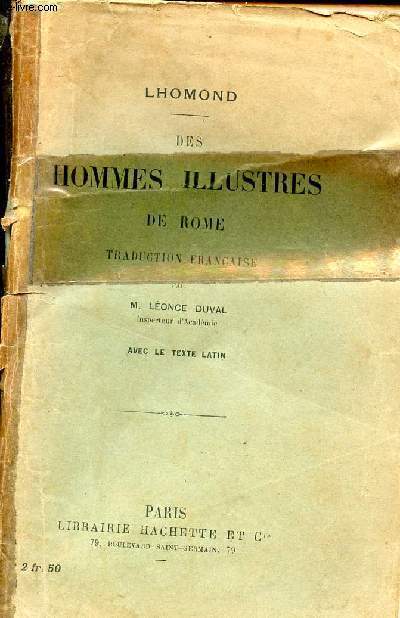 LHOMOND
DES
HOMMES ILLUSTRES
DE ROME
TRADUCTION FRANÇAISE
PAR
M. LÉONCE DUVAL
Inspecteur d'Académie
AVEC LE TEXTE LATIN
PARIS
LIBRAIRIE HACHETTE ET Cie
79, BOULEVARD SAINT-GERMAIN, 79
2 fr. 50